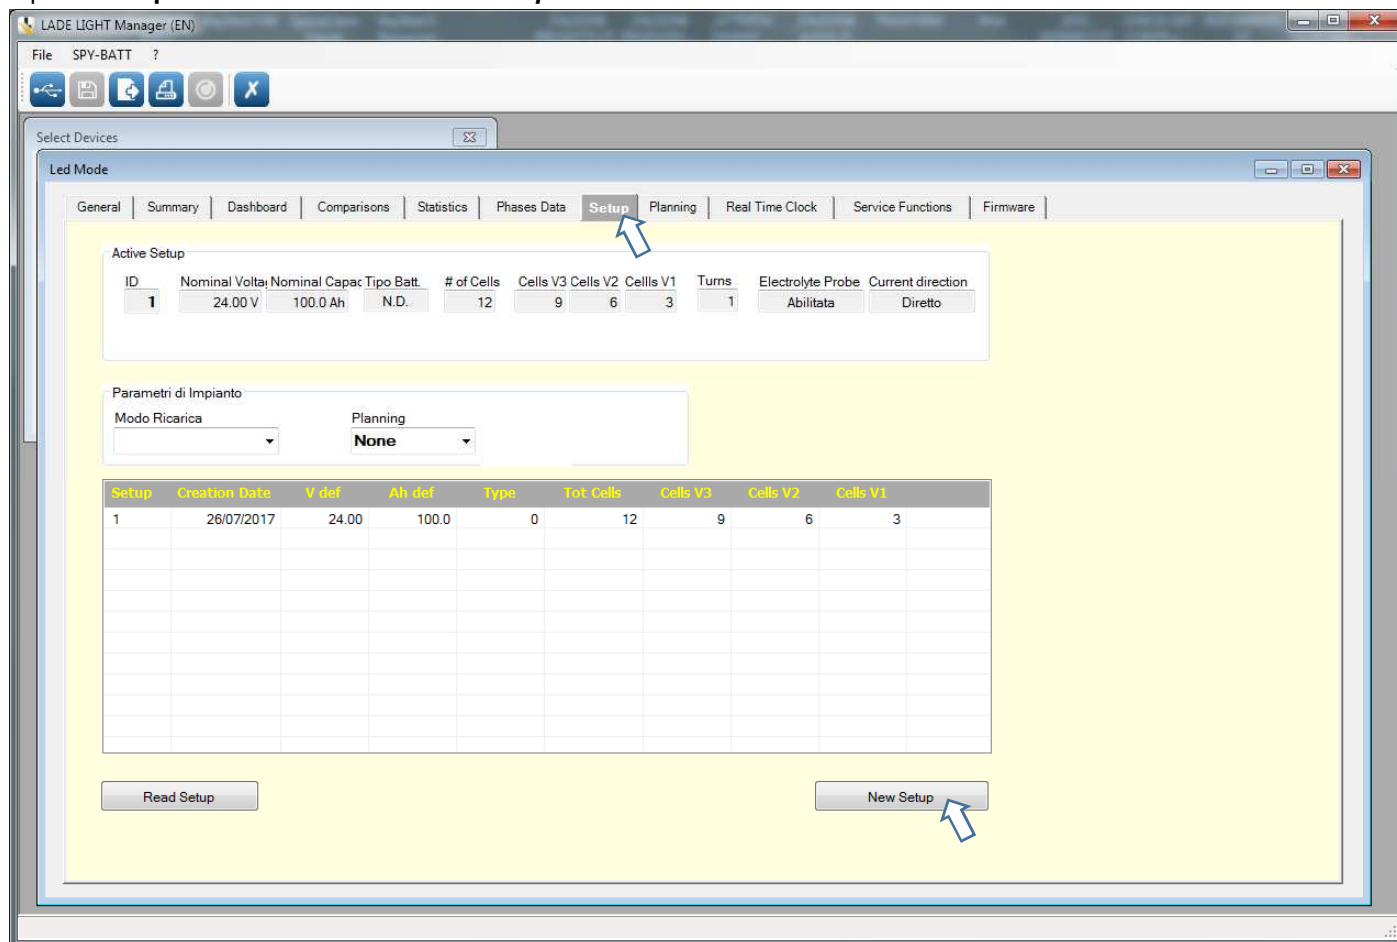 LADE LIGHT Manager (EN)
File SPY-BATT ?
Select Devices
Led Mode
General Summary Dashboard Comparisons Statistics Phases Data Setup Planning Real Time Clock Service Functions Firmware
Active Setup
ID Nominal Volta Nominal Capac Tipo Batt. # of Cells Cells V3 Cells V2 Cellls V1 Turns Electrolyte Probe Current direction
1 24.00 V 100.0 Ah N.D. 12 9 6 3 1 Abilitata Diretto
Parametri di Impianto
Modo Ricarica Planning
None
Setup Creation Date V def Ah def Type Tot Cells Cells V3 Cells V2 Cells V1
1 26/07/2017 24.00 100.0 0 12 9 6 3
Read Setup New Setup